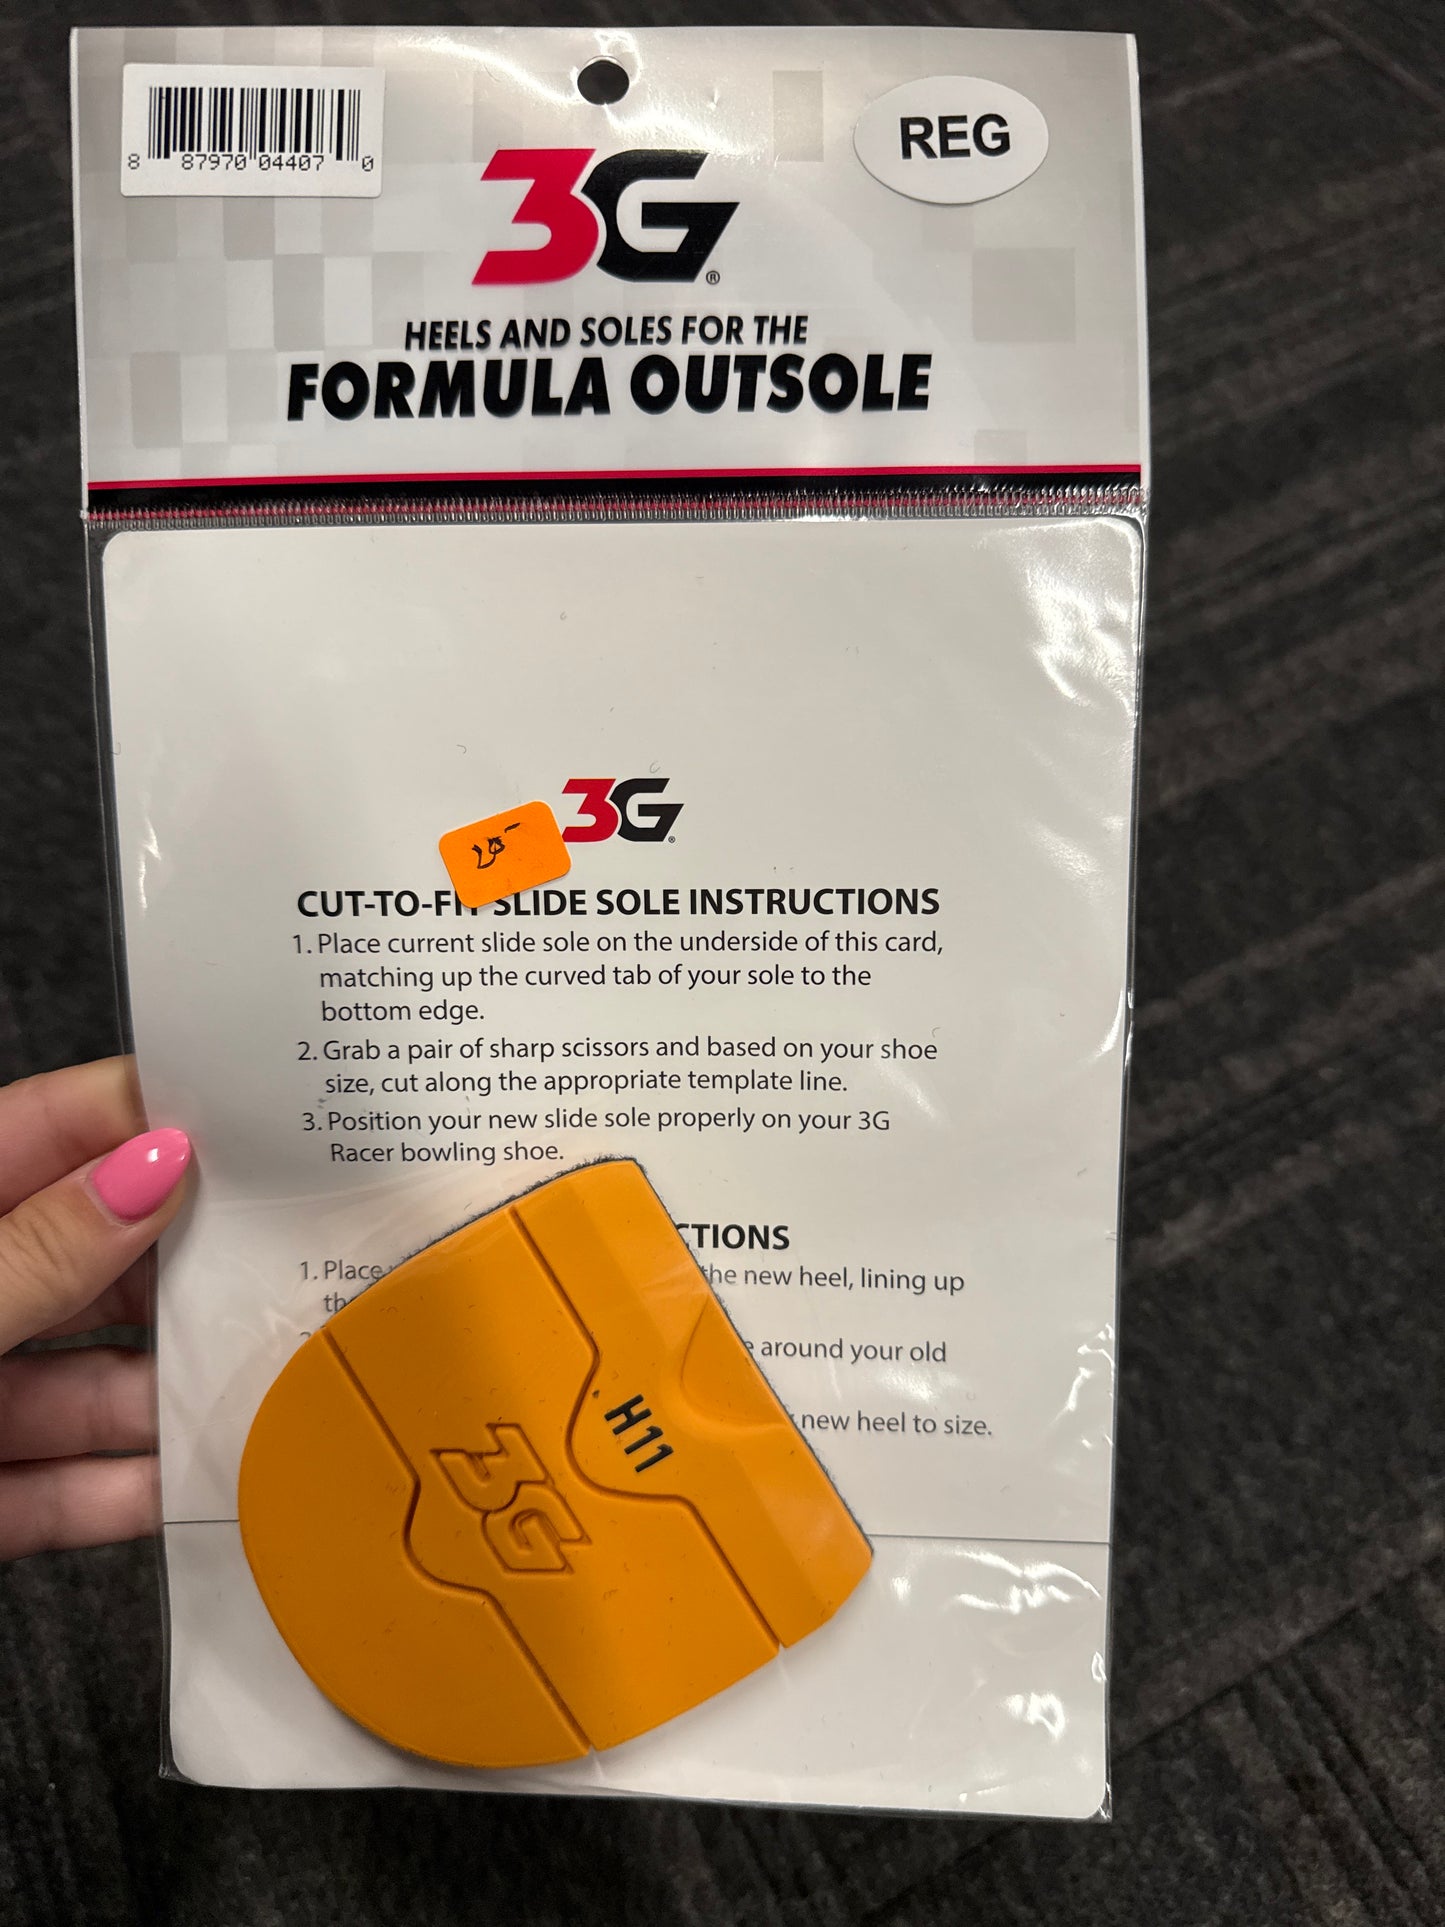 8 87970 04407 0
REG
3G®
HEELS AND SOLES FOR THE
FORMULA OUTSOLE
3G®
CUT-TO-FIT SLIDE SOLE INSTRUCTIONS
1. Place current slide sole on the underside of this card,
matching up the curved tab of your sole to the
bottom edge.
2. Grab a pair of sharp scissors and based on your shoe
size, cut along the appropriate template line.
3. Position your new slide sole properly on your 3G
Racer bowling shoe.
1. Place the new heel, lining up
around your old
new heel to size.
H11
3G